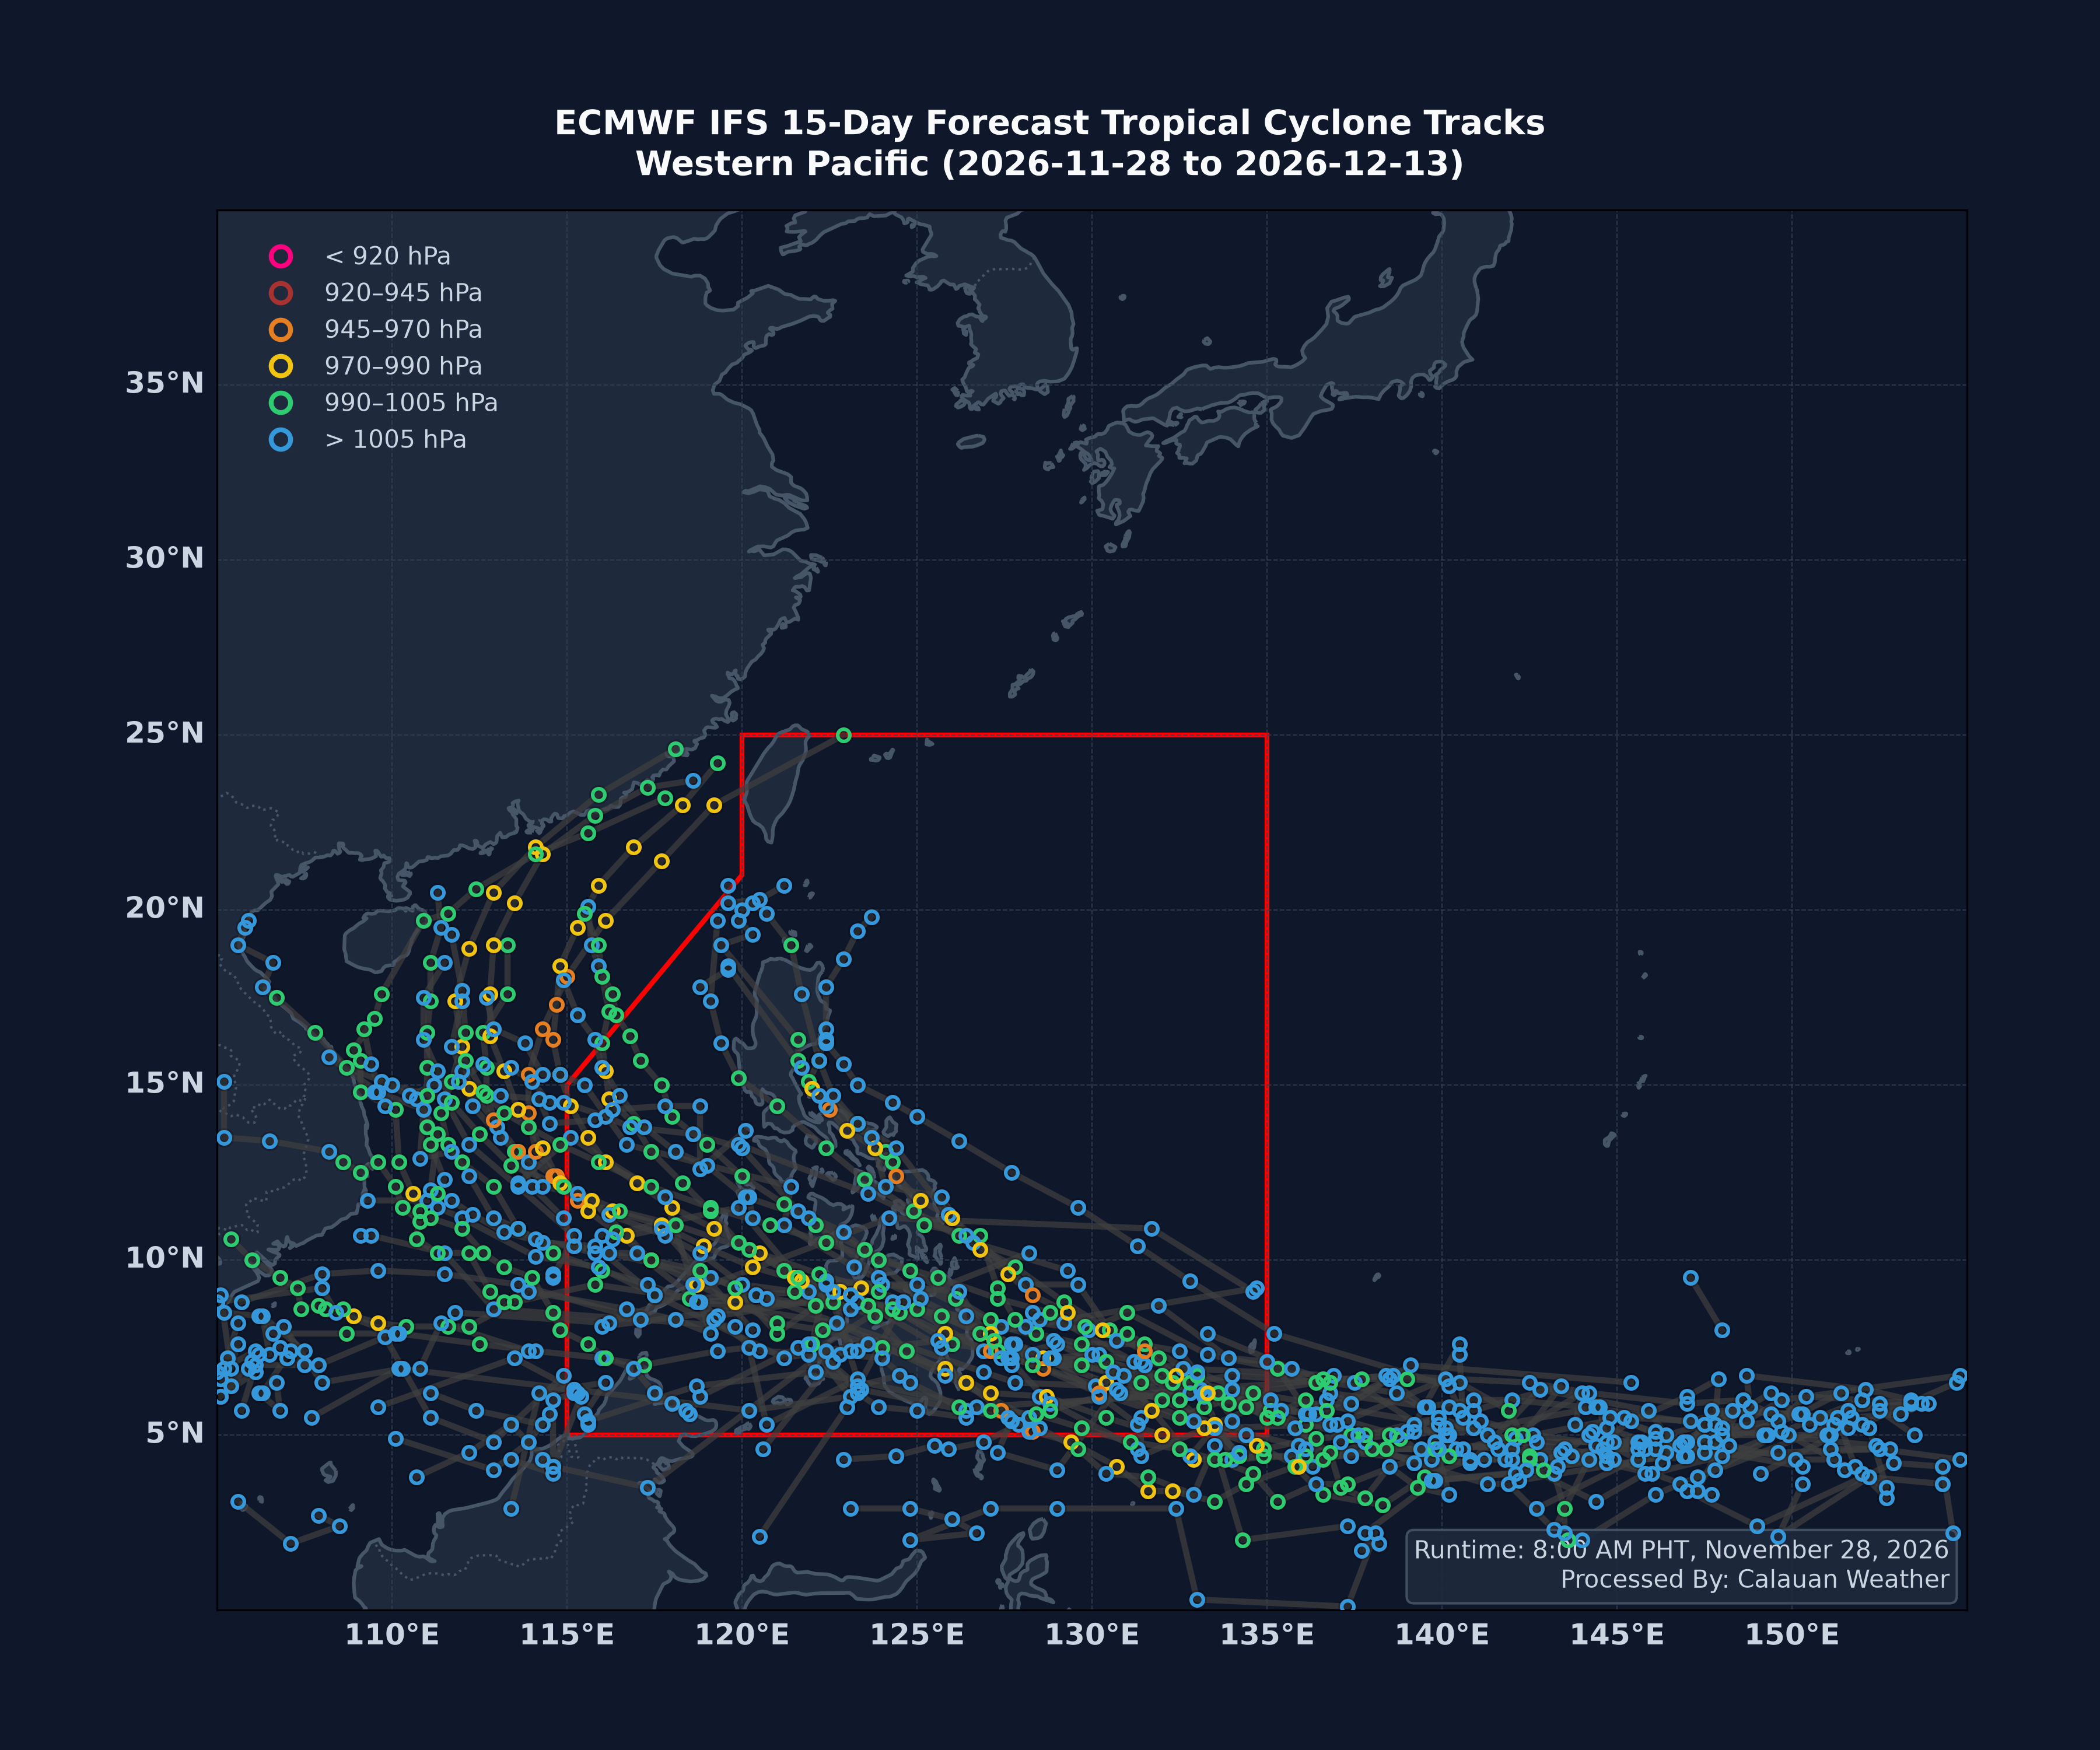 ECMWF IFS 15-Day Forecast Tropical Cyclone Tracks
Western Pacific (2026-11-28 to 2026-12-13)
< 920 hPa
920–945 hPa
945–970 hPa
970–990 hPa
990–1005 hPa
> 1005 hPa
35°N
30°N
25°N
20°N
15°N
10°N
5°N
Runtime: 8:00 AM PHT, November 28, 2026
Processed By: Calauan Weather
110°E 115°E 120°E 125°E 130°E 135°E 140°E 145°E 150°E